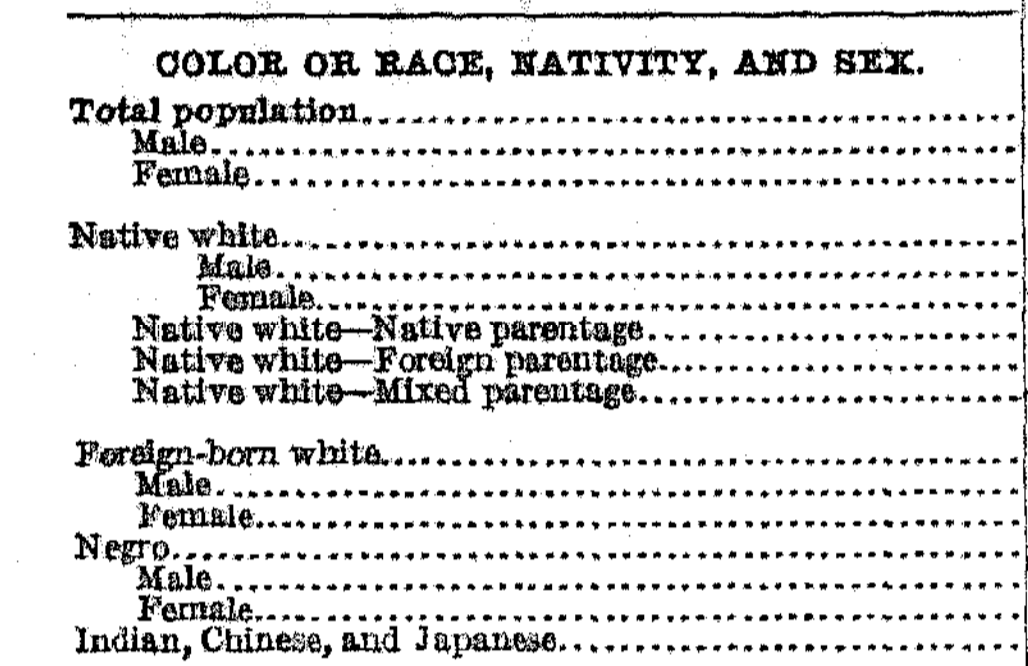 COLOR OR RACE, NATIVITY, AND SEX.
Total population
Male
Female
Native white
Male
Female
Native white—Native parentage
Native white—Foreign parentage
Native white—Mixed parentage
Foreign-born white
Male
Female
Negro
Male
Female
Indian, Chinese, and Japanese